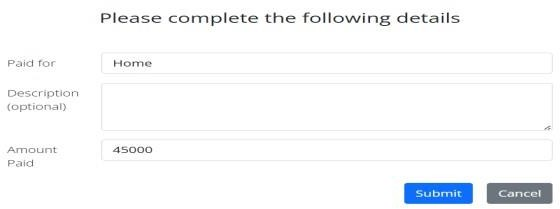 Please complete the following details
Paid for
Home
Description
(optional)
Amount
Paid
45000
Submit
Cancel